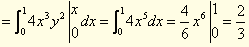 = ∫₀¹ 4x³y² |₀ˣ dx = ∫₀¹ 4x⁵dx = 4/6 x⁶ |₀¹ = 2/3